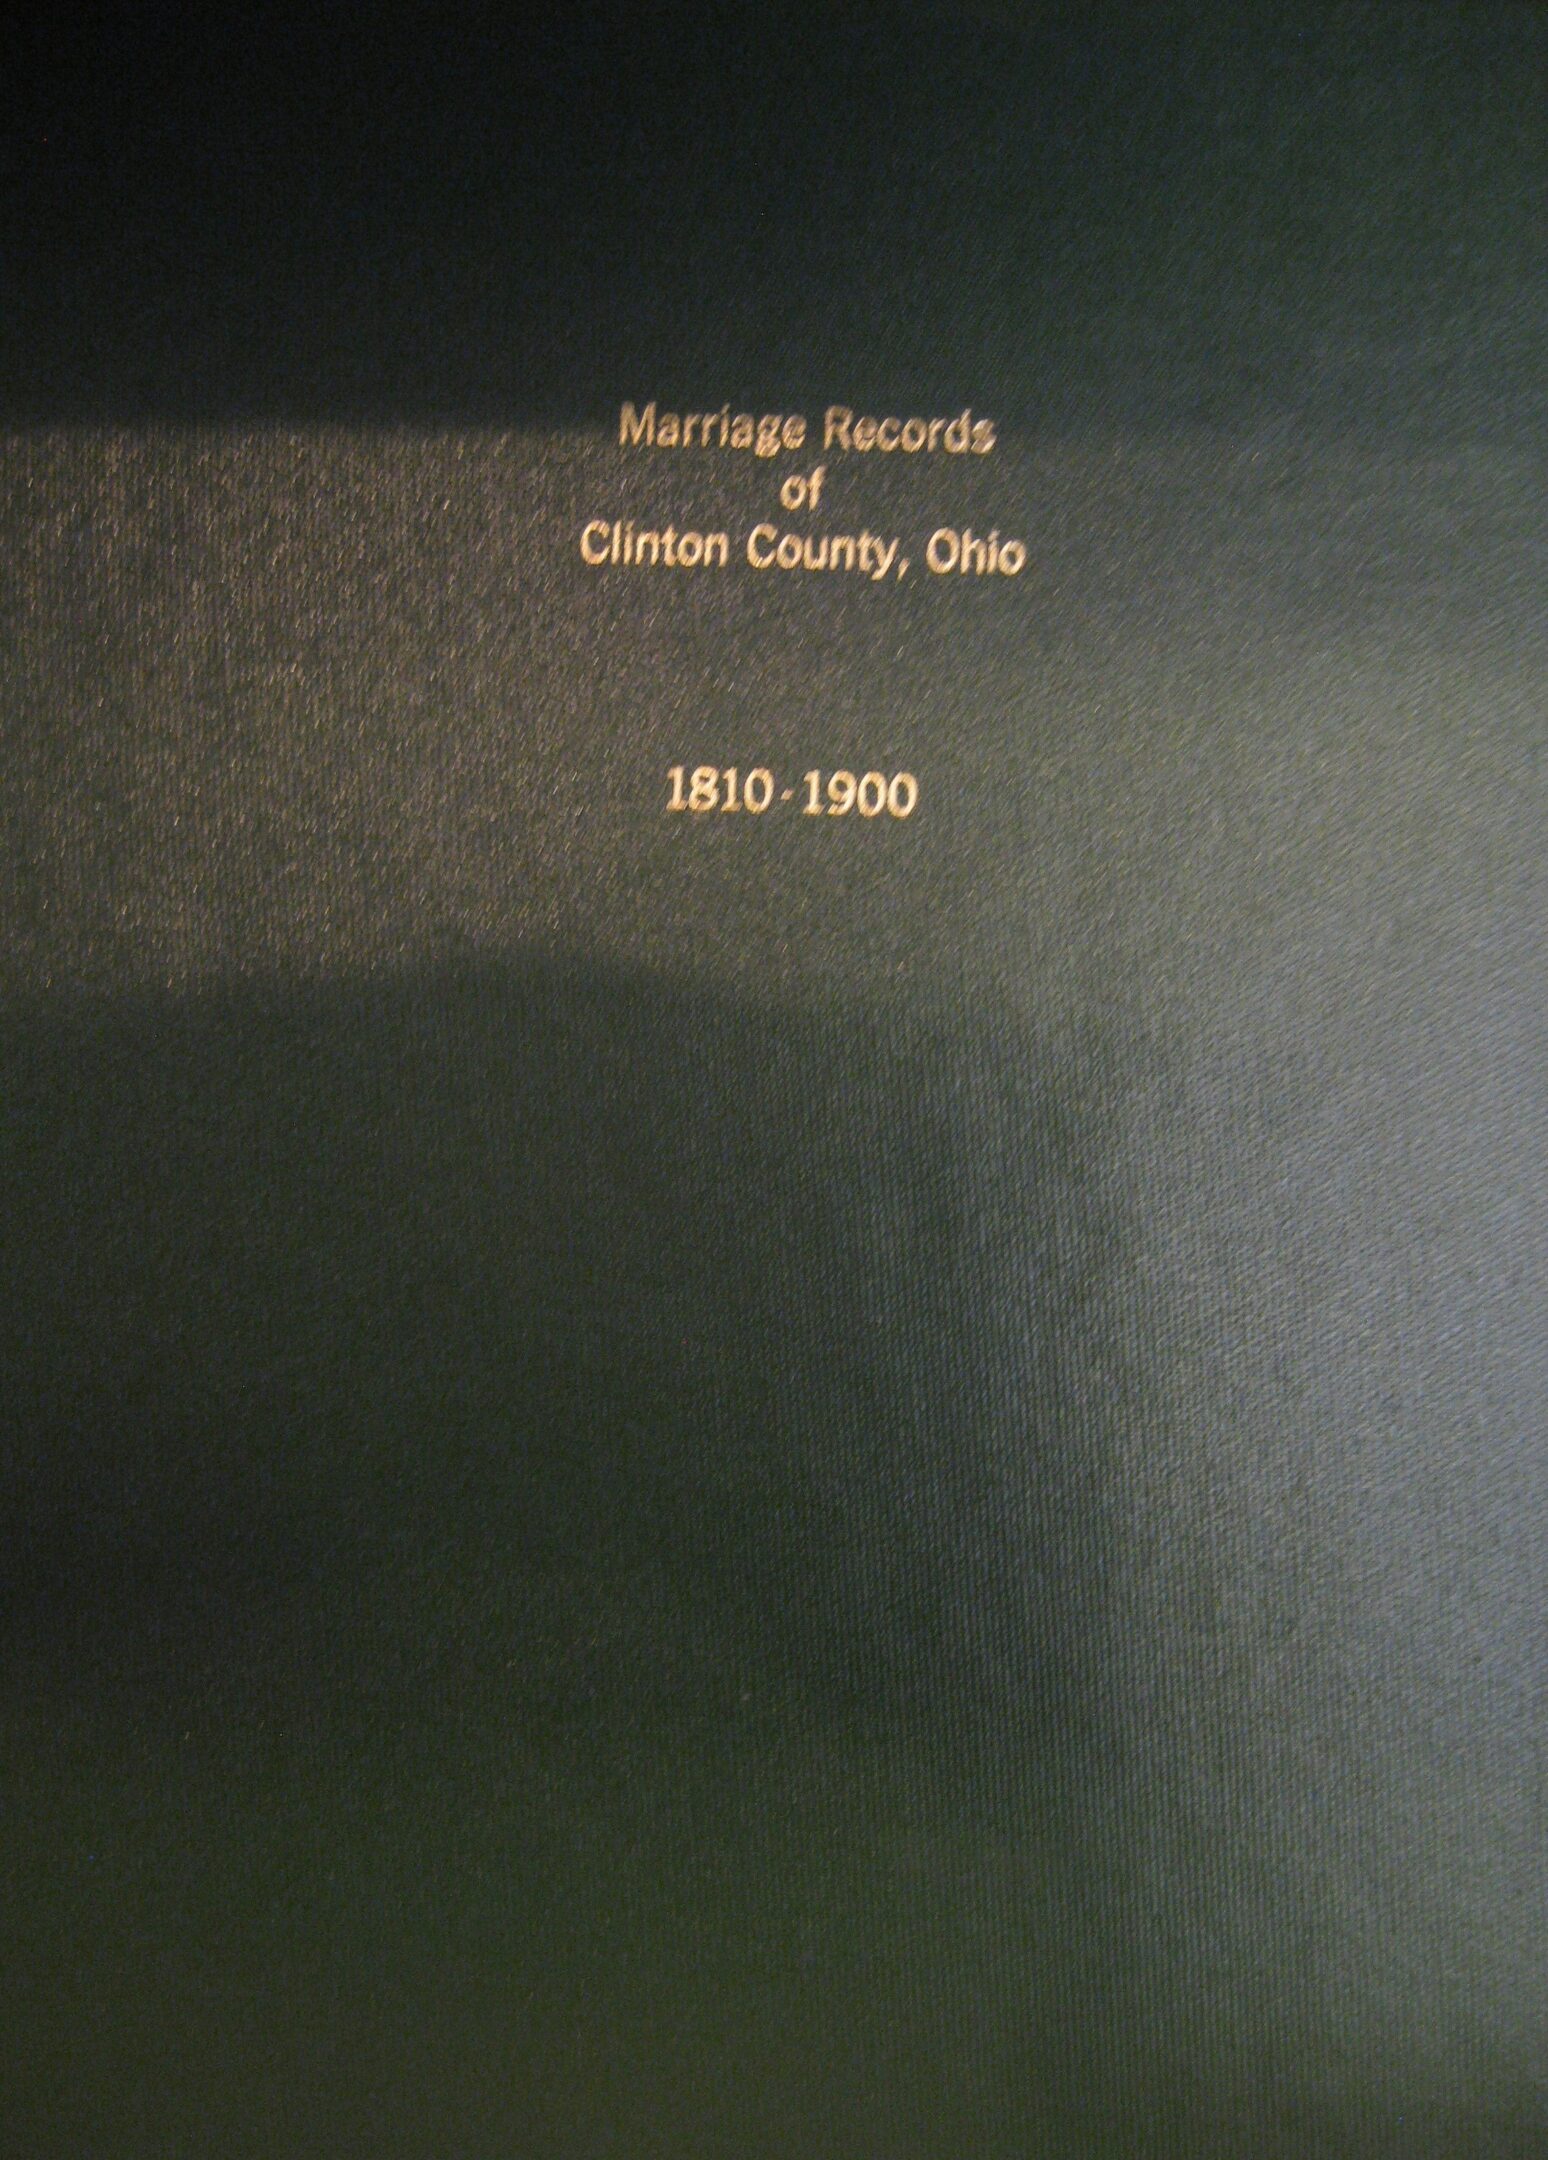 Marriage Records
of
Clinton County, Ohio
1810-1900